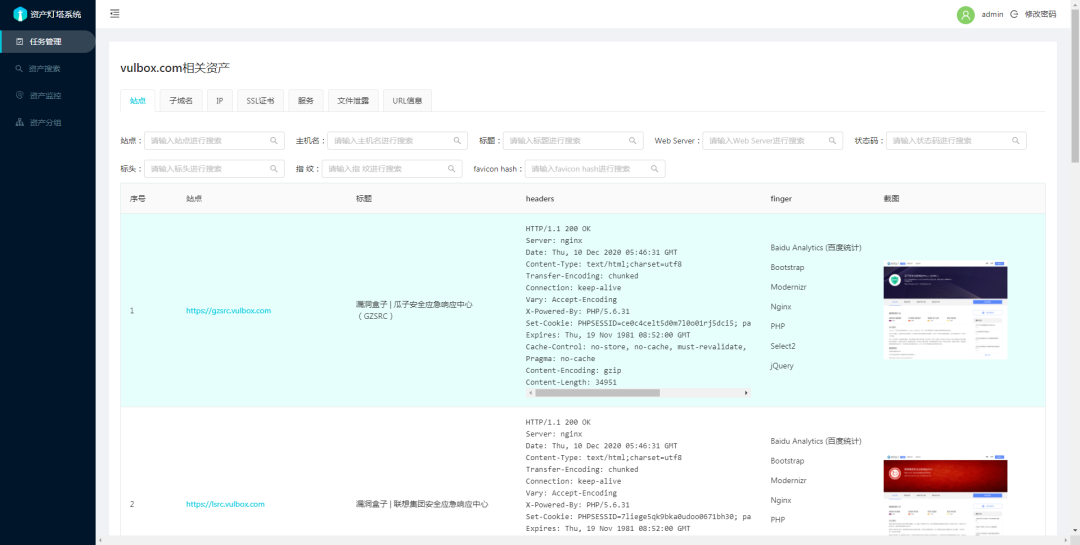 资产灯塔系统
admin 修改密码
任务管理
资产搜索
资产监控
资产分组
vulbox.com相关资产
站点 子域名 IP SSL证书 服务 文件泄露 URL信息
站点： 请输入站点进行搜索 主机名： 请输入主机名进行搜索 标题： 请输入标题进行搜索 Web Server： 请输入Web Server进行搜索 状态码： 请输入状态码进行搜索
标头： 请输入标头进行搜索 指 纹： 请输入指 纹进行搜索 favicon hash： 请输入favicon hash进行搜索
序号 站点 标题 headers finger 截图
1
https://gzsrc.vulbox.com
漏洞盒子 | 瓜子安全应急响应中心
（GZSRC）
HTTP/1.1 200 OK
Server: nginx
Date: Thu, 10 Dec 2020 05:46:31 GMT
Content-Type: text/html;charset=utf8
Transfer-Encoding: chunked
Connection: keep-alive
Vary: Accept-Encoding
X-Powered-By: PHP/5.6.31
Set-Cookie: PHPSESSID=ce0c4celt5d0m7l0o01rj5dci5; pa
Expires: Thu, 19 Nov 1981 08:52:00 GMT
Cache-Control: no-store, no-cache, must-revalidate,
Pragma: no-cache
Content-Encoding: gzip
Content-Length: 34951
Baidu Analytics (百度统计)
Bootstrap
Modernizr
Nginx
PHP
Select2
jQuery
2
https://lsrc.vulbox.com
漏洞盒子 | 联想集团安全应急响应中心
HTTP/1.1 200 OK
Server: nginx
Date: Thu, 10 Dec 2020 05:46:31 GMT
Content-Type: text/html;charset=utf8
Transfer-Encoding: chunked
Connection: keep-alive
Vary: Accept-Encoding
X-Powered-By: PHP/5.6.31
Set-Cookie: PHPSESSID=7liege5qk9bka0udoo0671bh30; pa
Expires: Thu, 19 Nov 1981 08:52:00 GMT
Baidu Analytics (百度统计)
Bootstrap
Modernizr
Nginx
PHP